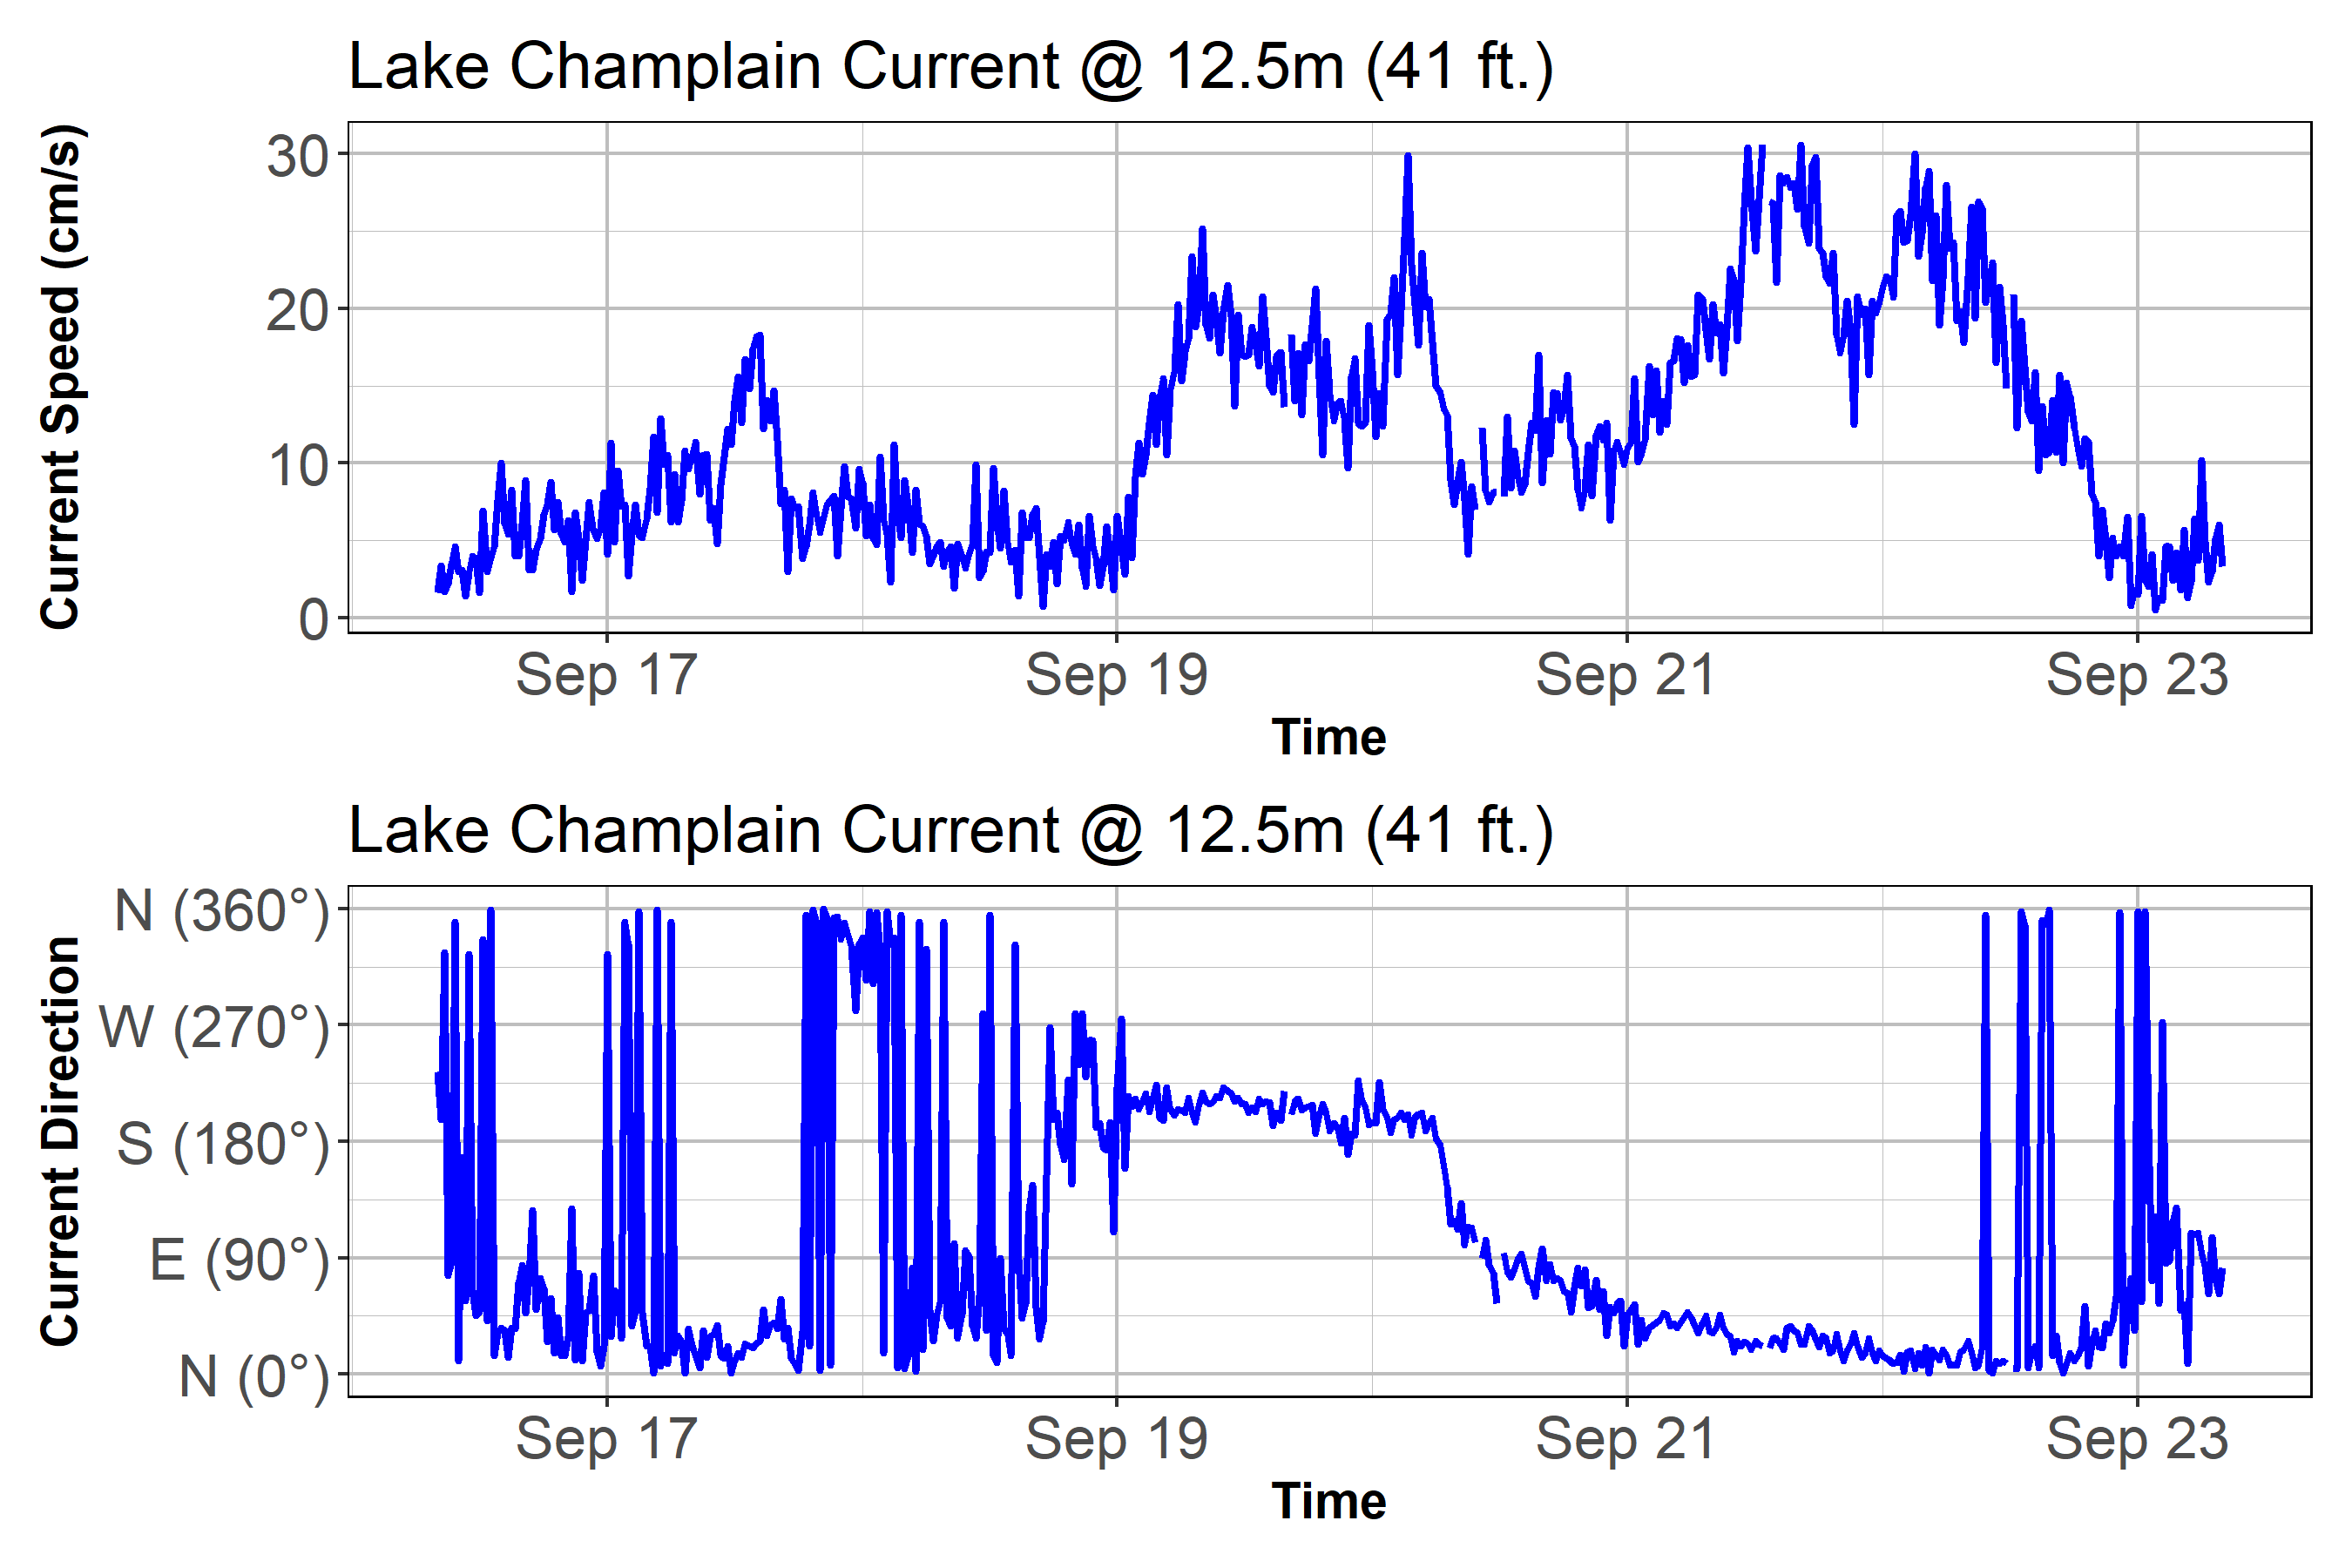 Lake Champlain Current @ 12.5m (41 ft.)
Current Speed (cm/s)
30
20
10
0
Sep 17
Sep 19
Sep 21
Sep 23
Time
Lake Champlain Current @ 12.5m (41 ft.)
Current Direction
N (360°)
W (270°)
S (180°)
E (90°)
N (0°)
Sep 17
Sep 19
Sep 21
Sep 23
Time